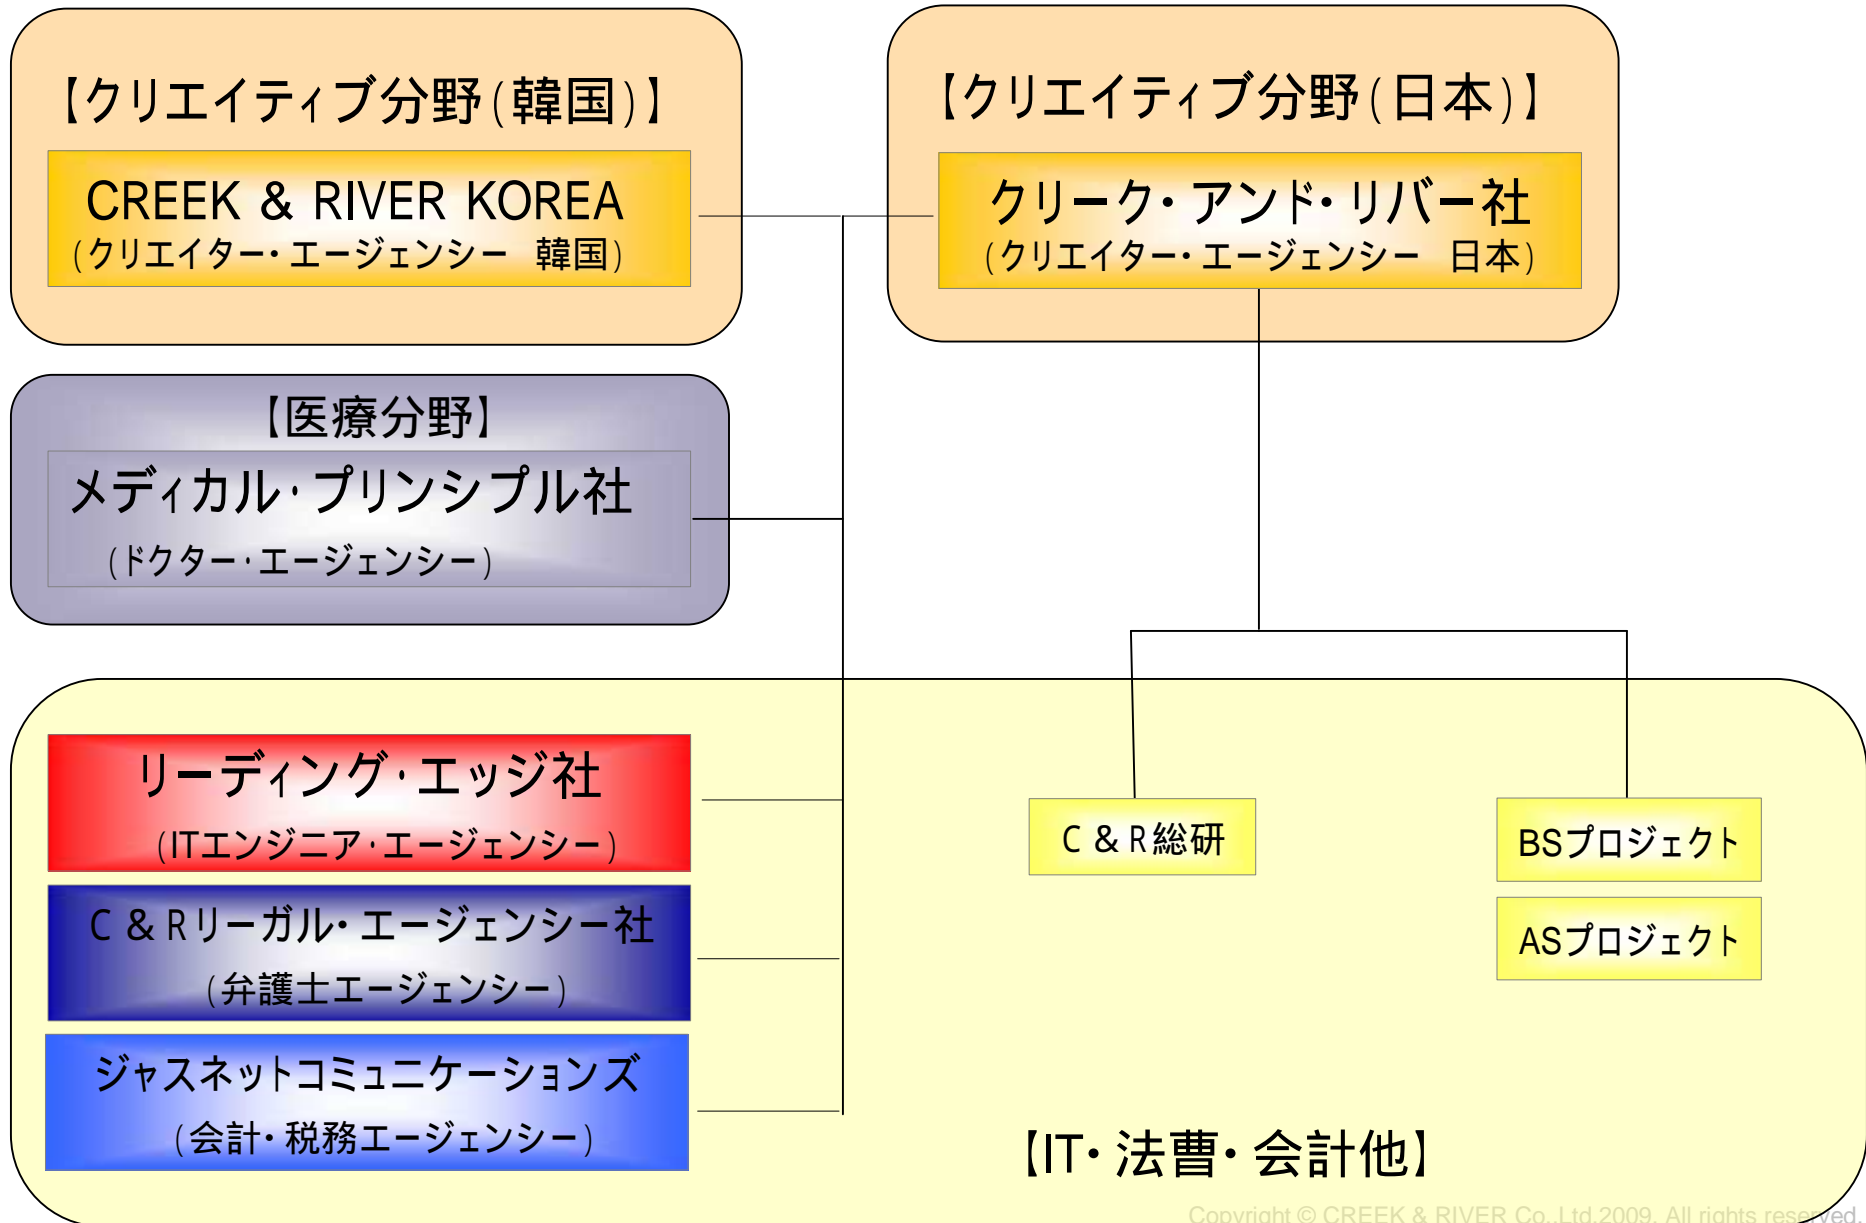 【クリエイティブ分野(韓国)】
CREEK & RIVER KOREA
(クリエイター・エージェンシー 韓国)
【クリエイティブ分野(日本)】
クリーク・アンド・リバー社
(クリエイター・エージェンシー 日本)
【医療分野】
メディカル・プリンシプル社
(ドクター・エージェンシー)
リーディング・エッジ社
(ITエンジニア・エージェンシー)
C&Rリーガル・エージェンシー社
(弁護士エージェンシー)
ジャスネットコミュニケーションズ
(会計・税務エージェンシー)
C&R総研
BSプロジェクト
ASプロジェクト
【IT・法曹・会計他】
Copyright © CREEK & RIVER Co.,Ltd.2009. All rights reserved.